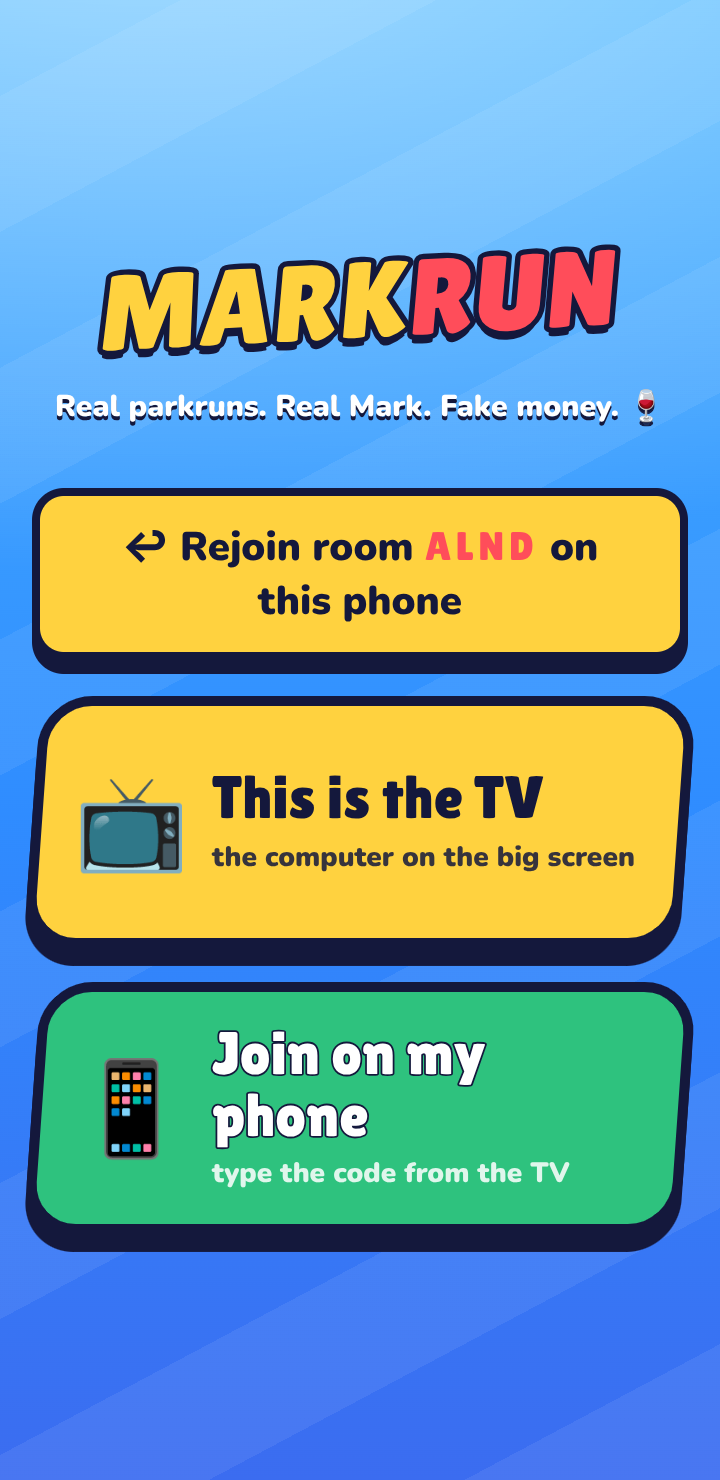 MARKRUN
Real parkruns. Real Mark. Fake money. 🍷
↩ Rejoin room ALND on
this phone
This is the TV
the computer on the big screen
Join on my
phone
type the code from the TV